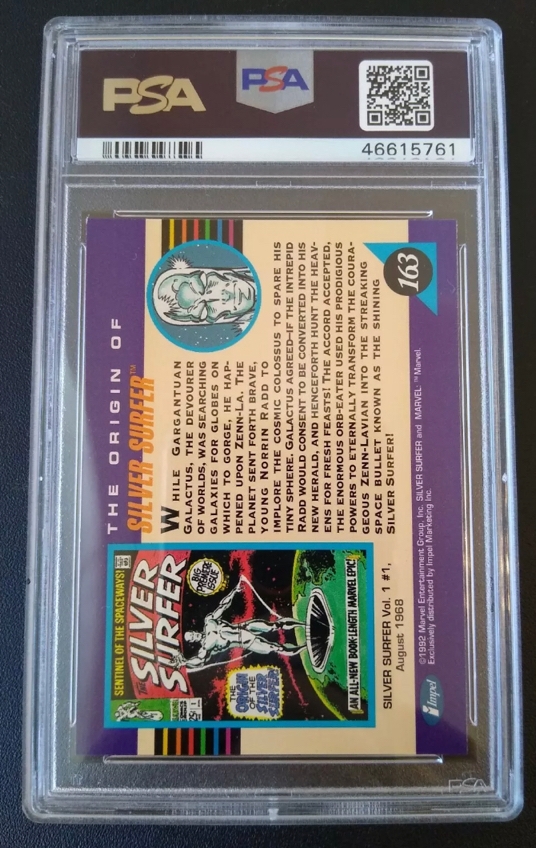 PSA
PSA
46615761
THE ORIGIN OF
SILVER SURFER™
WHILE GARGANTUAN
GALACTUS, THE DEVOURER
OF WORLDS, WAS SEARCHING
GALAXIES FOR GLOBES ON
WHICH TO GORGE, HE HAP-
PENED UPON ZENN-LA. THE
PLANET SENT FORTH BRAVE,
YOUNG NORRIN RADD TO
IMPLORE THE COSMIC COLOSSUS TO SPARE HIS
TINY SPHERE. GALACTUS AGREED—IF THE INTREPID
RADD WOULD CONSENT TO BE CONVERTED INTO HIS
NEW HERALD, AND HENCEFORTH HUNT THE HEAV-
ENS FOR FRESH FEASTS! THE ACCORD ACCEPTED,
THE ENORMOUS ORB-EATER USED HIS PRODIGIOUS
POWERS TO ETERNALLY TRANSFORM THE COURA-
GEOUS ZENN-LAVIAN INTO THE STREAKING
SPACE BULLET KNOWN AS THE SHINING
SILVER SURFER!
163
SENTINEL OF THE SPACEWAYS!
THE
SILVER
SURFER
BIG
PREMIERE
ISSUE
THE
ORIGIN
OF THE
SILVER
SURFER!
AN ALL-NEW BOOK-LENGTH MARVEL EPIC!
SILVER SURFER Vol. 1 #1,
August 1968
impel
©1992 Marvel Entertainment Group, Inc. SILVER SURFER and MARVEL: ™ Marvel.
Exclusively distributed by Impel Marketing Inc.
PSA